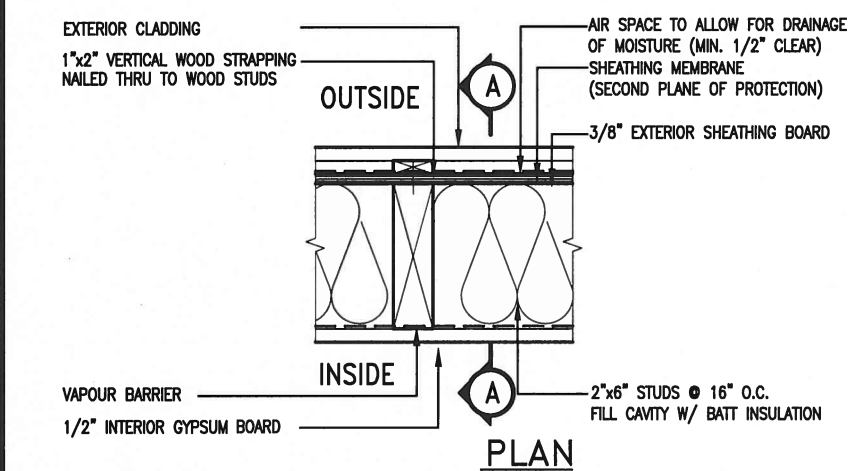 EXTERIOR CLADDING
1"x2" VERTICAL WOOD STRAPPING
NAILED THRU TO WOOD STUDS
OUTSIDE
A
AIR SPACE TO ALLOW FOR DRAINAGE
OF MOISTURE (MIN. 1/2" CLEAR)
SHEATHING MEMBRANE
(SECOND PLANE OF PROTECTION)
3/8" EXTERIOR SHEATHING BOARD
INSIDE
A
VAPOUR BARRIER
1/2" INTERIOR GYPSUM BOARD
2"x6" STUDS @ 16" O.C.
FILL CAVITY W/ BATT INSULATION
PLAN